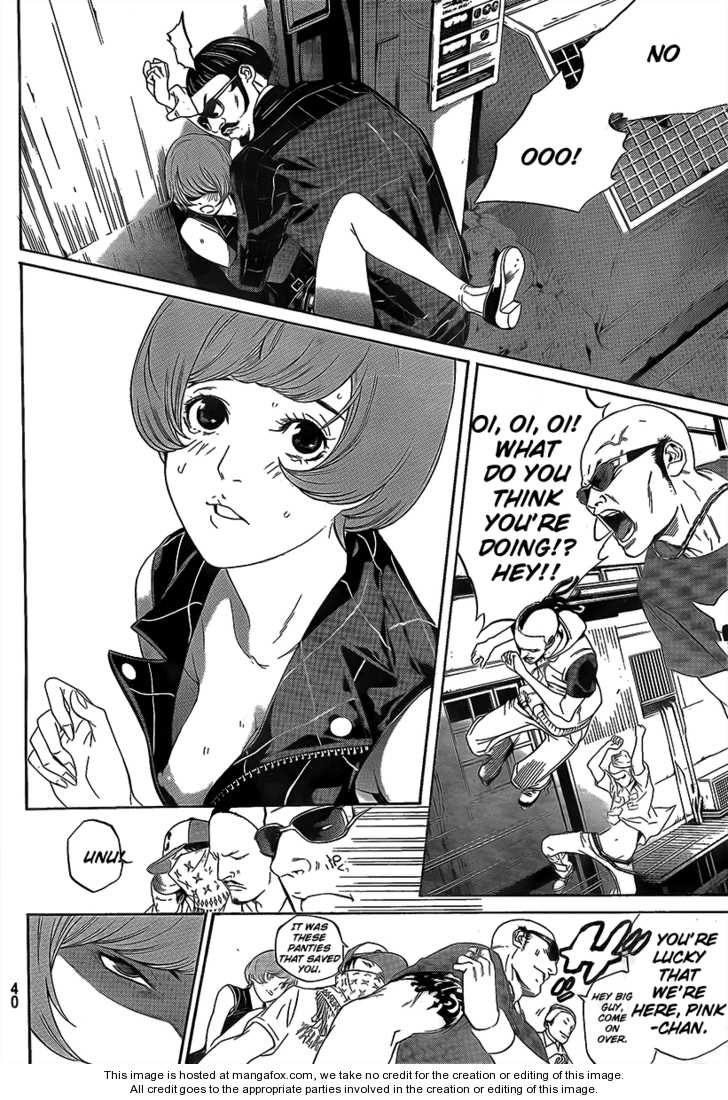 NO
OOO!
OI, OI, OI!
WHAT
DO YOU
THINK
YOU'RE
DOING!?
HEY!!
UNUK
IT WAS
THESE
PANTIES
THAT SAVED
YOU.
YOU'RE
LUCKY
THAT
WE'RE
HERE, PINK
-CHAN.
HEY BIG
GUY,
COME
ON
OVER.
40
This image is hosted at mangafox.com, we take no credit for the creation or editing of this image.
All credit goes to the appropriate parties involved in the creation or editing of this image.